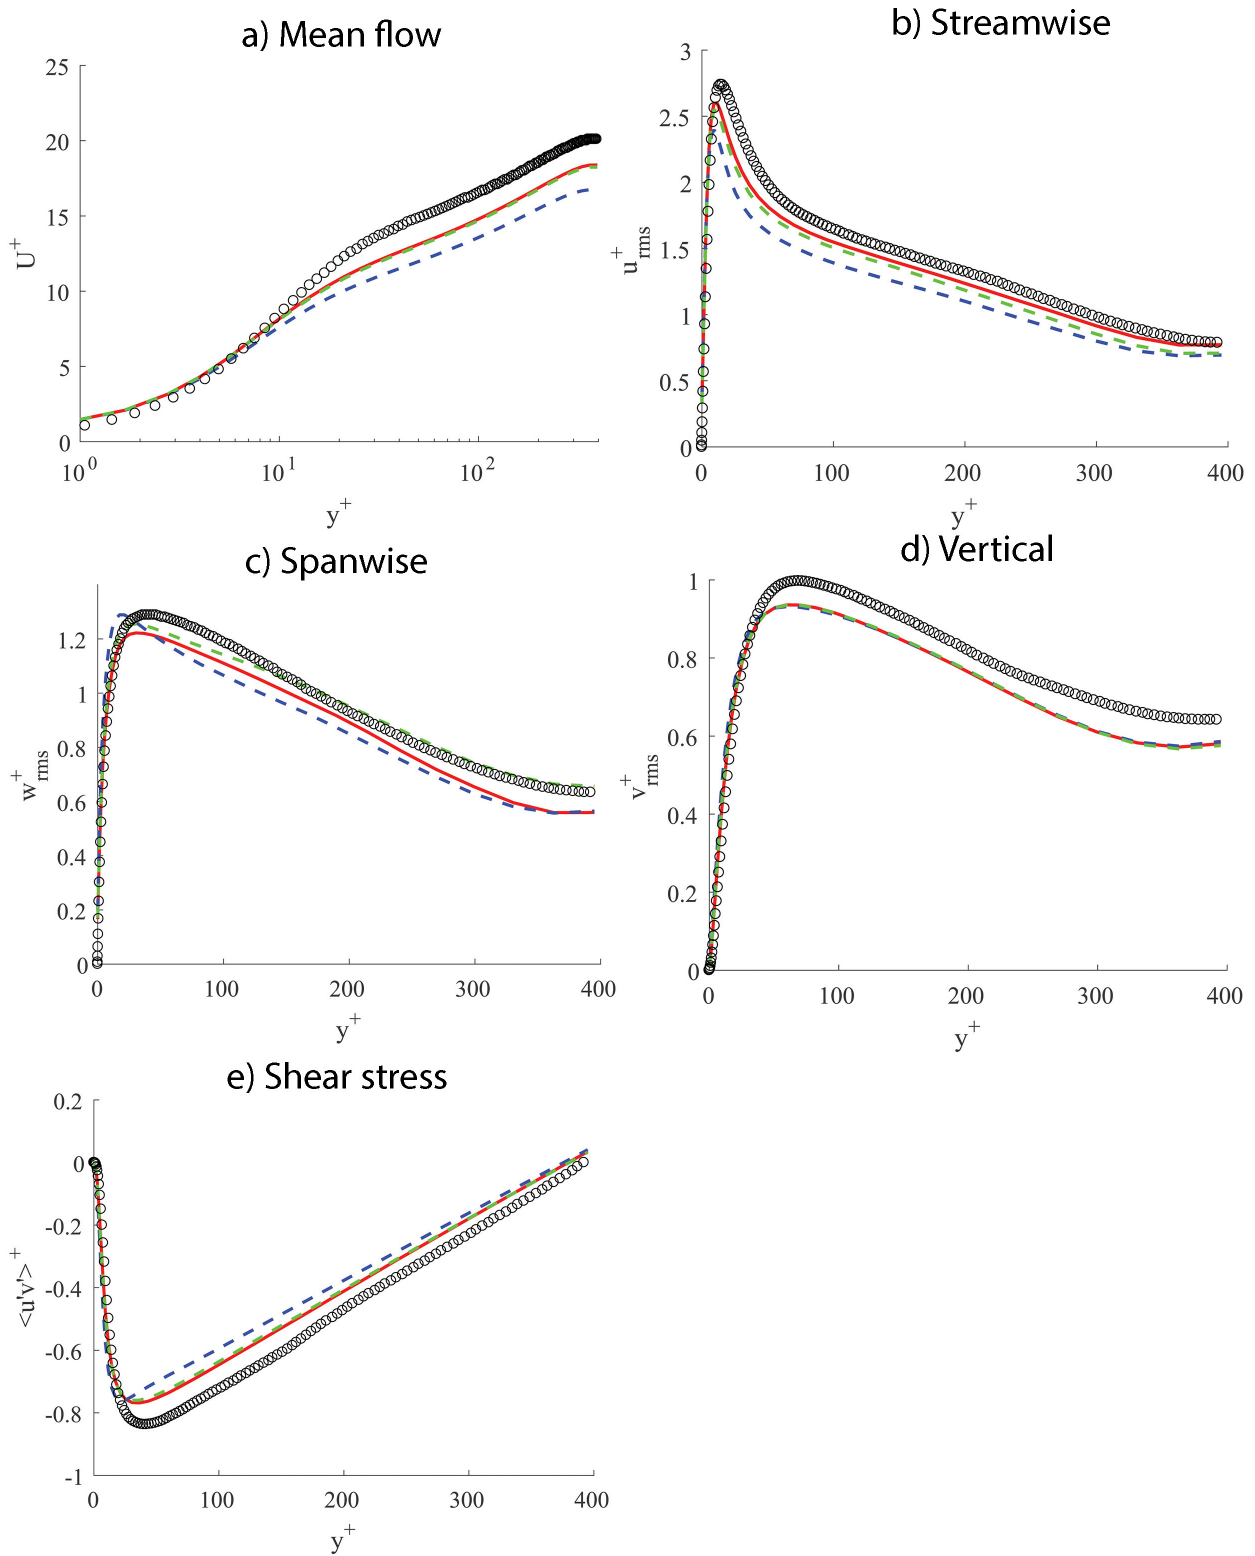 a) Mean flow
25
20
15
10
5
0
U+
10^0 10^1 10^2
y+
b) Streamwise
3
2.5
2
1.5
1
0.5
0
u+rms
0 100 200 300 400
y+
c) Spanwise
1.2
1
0.8
0.6
0.4
0.2
0
w+rms
0 100 200 300 400
y+
d) Vertical
1
0.8
0.6
0.4
0.2
0
v+rms
0 100 200 300 400
y+
e) Shear stress
0.2
0
-0.2
-0.4
-0.6
-0.8
-1
<u'v'>+
0 100 200 300 400
y+